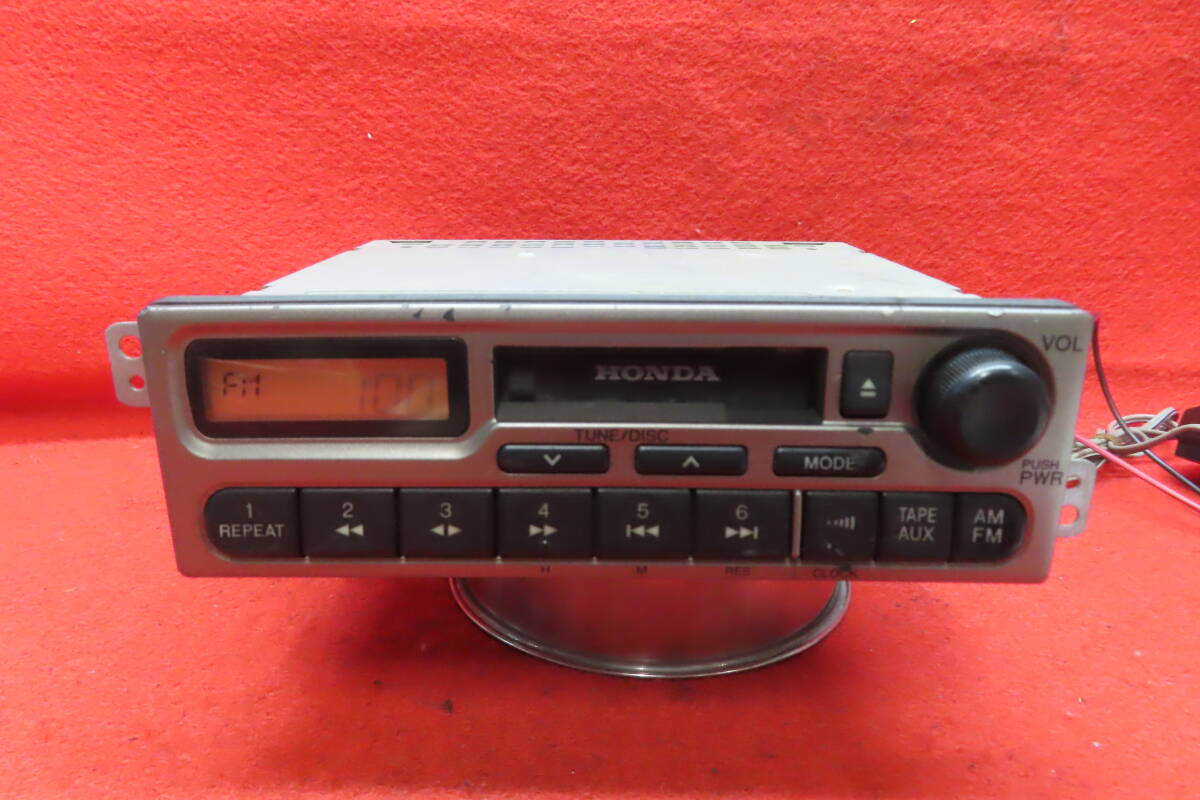 VOL
HONDA
FM
TUNE/DISC
MODE
PUSH
PWR
1 2 3 4 5 6
REPEAT
TAPE AUX
AM FM
H M RES CLOCK